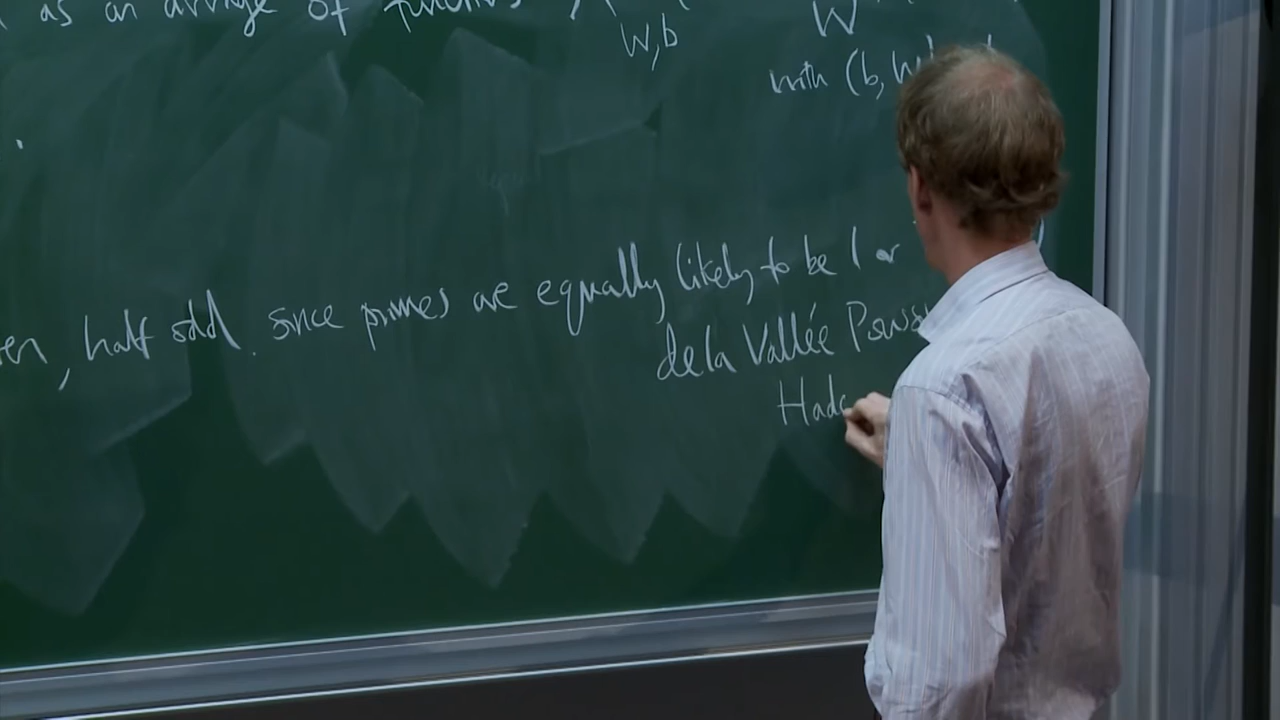 as an average of functions
W,b
W
with (b, W
half odd. since primes are equally likely to be 1 or
de la Vallée Pouss
Hada